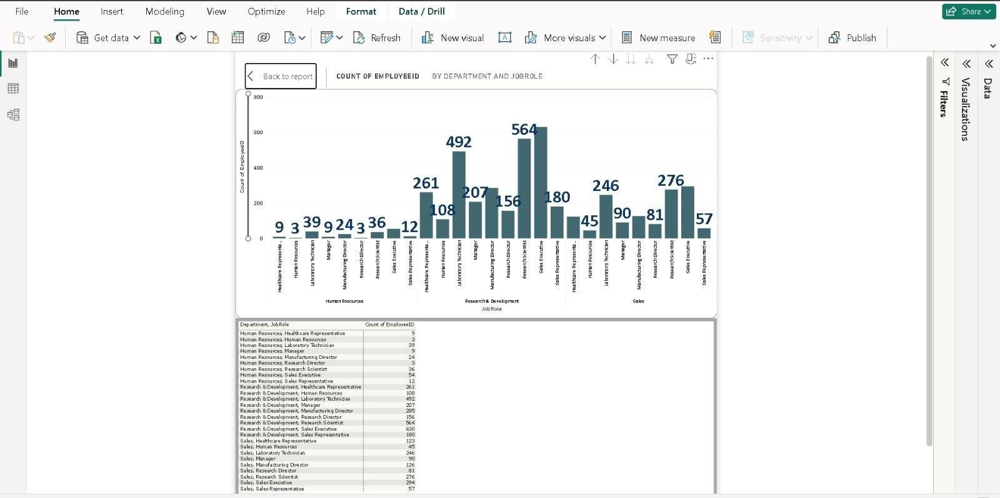 File Home Insert Modeling View Optimize Help Format Data / Drill Share
Get data Refresh New visual More visuals New measure Sensitivity Publish
Back to report COUNT OF EMPLOYEEID BY DEPARTMENT AND JOBROLE
Filters
Visualizations
Data
Count of EmployeeID
800
600
400
200
0
9 3 39 9 24 3 36 12 261 108 492 207 156 564 180 45 246 90 81 276 57
Healthcare Representa...
Human Resources
Laboratory Technician
Manager
Manufacturing Director
Research Director
Research Scientist
Sales Executive
Sales Representative
Healthcare Representa...
Human Resources
Laboratory Technician
Manager
Manufacturing Director
Research Director
Research Scientist
Sales Executive
Sales Representative
Healthcare Representa...
Human Resources
Laboratory Technician
Manager
Manufacturing Director
Research Director
Research Scientist
Sales Executive
Sales Representative
Human Resources Research & Development Sales
JobRole
Department, JobRole Count of EmployeeID
Human Resources, Healthcare Representative 9
Human Resources, Human Resources 3
Human Resources, Laboratory Technician 39
Human Resources, Manager 9
Human Resources, Manufacturing Director 24
Human Resources, Research Director 3
Human Resources, Research Scientist 36
Human Resources, Sales Executive 54
Human Resources, Sales Representative 12
Research & Development, Healthcare Representative 261
Research & Development, Human Resources 108
Research & Development, Laboratory Technician 492
Research & Development, Manager 207
Research & Development, Manufacturing Director 285
Research & Development, Research Director 156
Research & Development, Research Scientist 564
Research & Development, Sales Executive 630
Research & Development, Sales Representative 180
Sales, Healthcare Representative 123
Sales, Human Resources 45
Sales, Laboratory Technician 246
Sales, Manager 90
Sales, Manufacturing Director 126
Sales, Research Director 81
Sales, Research Scientist 276
Sales, Sales Executive 294
Sales, Sales Representative 57